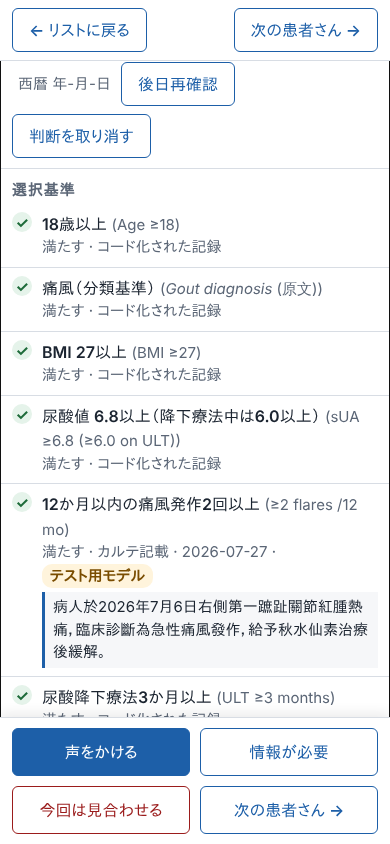 ← リストに戻る
次の患者さん →
西暦 年-月-日
後日再確認
判断を取り消す
選択基準
18歳以上 (Age ≥18)
満たす · コード化された記録
痛風（分類基準） (Gout diagnosis (原文))
満たす · コード化された記録
BMI 27以上 (BMI ≥27)
満たす · コード化された記録
尿酸値 6.8以上（降下療法中は6.0以上） (sUA
≥6.8 (≥6.0 on ULT))
満たす · コード化された記録
12か月以内の痛風発作2回以上 (≥2 flares /12
mo)
満たす · カルテ記載 · 2026-07-27 ·
テスト用モデル
病人於2026年7月6日右側第一蹠趾關節紅腫熱
痛，臨床診斷為急性痛風發作，給予秋水仙素治療
後緩解。
尿酸降下療法3か月以上 (ULT ≥3 months)
声をかける
情報が必要
今回は見合わせる
次の患者さん →